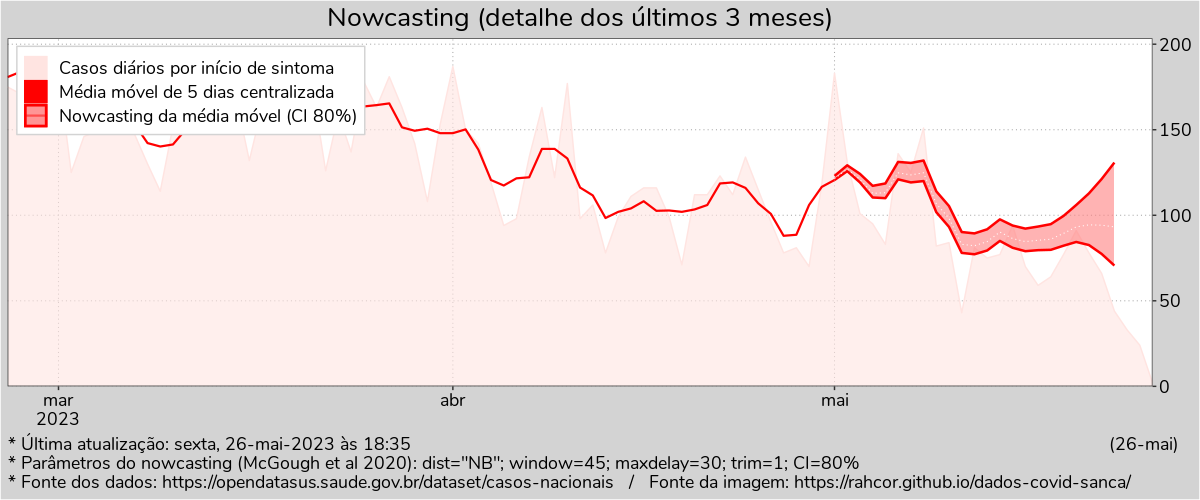 Nowcasting (detalhe dos últimos 3 meses)
Casos diários por início de sintoma
Média móvel de 5 dias centralizada
Nowcasting da média móvel (CI 80%)
200
150
100
50
0
mar
2023
abr
mai
* Última atualização: sexta, 26-mai-2023 às 18:35
(26-mai)
* Parâmetros do nowcasting (McGough et al 2020): dist="NB"; window=45; maxdelay=30; trim=1; CI=80%
* Fonte dos dados: https://opendatasus.saude.gov.br/dataset/casos-nacionais / Fonte da imagem: https://rahcor.github.io/dados-covid-sanca/